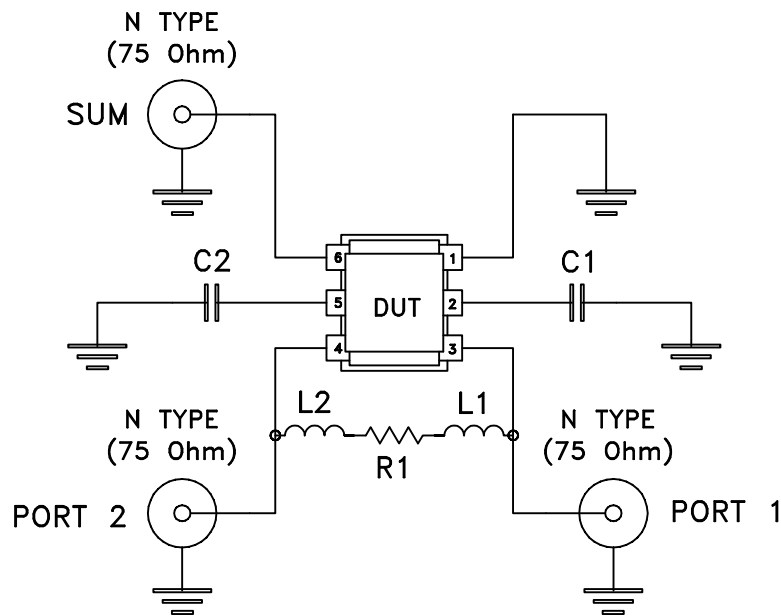 N TYPE
(75 Ohm)
SUM
6
1
C2
C1
5
DUT
2
4
3
L2
L1
N TYPE
(75 Ohm)
R1
N TYPE
(75 Ohm)
PORT 2
PORT 1